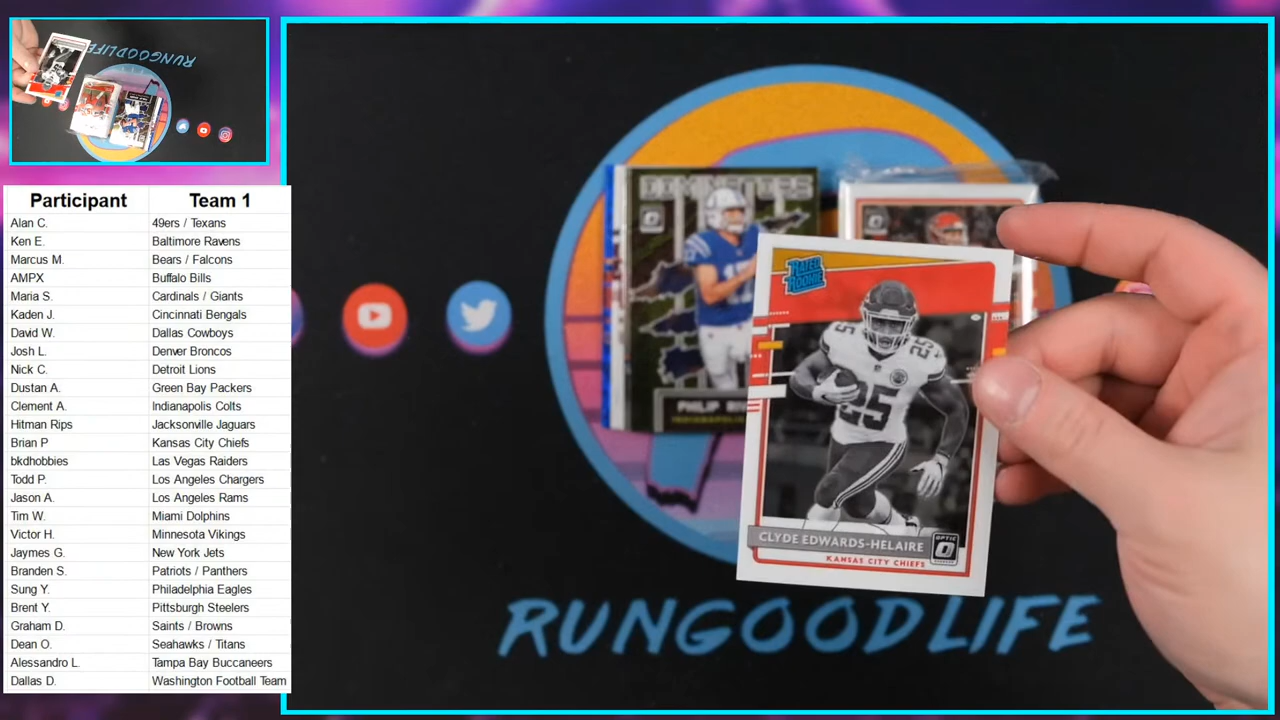 RUNGOODLIFE
Participant Team 1
Alan C. 49ers / Texans
Ken E. Baltimore Ravens
Marcus M. Bears / Falcons
AMPX Buffalo Bills
Maria S. Cardinals / Giants
Kaden J. Cincinnati Bengals
David W. Dallas Cowboys
Josh L. Denver Broncos
Nick C. Detroit Lions
Dustan A. Green Bay Packers
Clement A. Indianapolis Colts
Hitman Rips Jacksonville Jaguars
Brian P Kansas City Chiefs
bkdhobbies Las Vegas Raiders
Todd P. Los Angeles Chargers
Jason A. Los Angeles Rams
Tim W. Miami Dolphins
Victor H. Minnesota Vikings
Jaymes G. New York Jets
Branden S. Patriots / Panthers
Sung Y. Philadelphia Eagles
Brent Y. Pittsburgh Steelers
Graham D. Saints / Browns
Dean O. Seahawks / Titans
Alessandro L. Tampa Bay Buccaneers
Dallas D. Washington Football Team
DOMINATORS
17
PHILIP
RATED
ROOKIE
25
25
CLYDE EDWARDS-HELAIRE
OPTIC
KANSAS CITY CHIEFS
RUNGOODLIFE